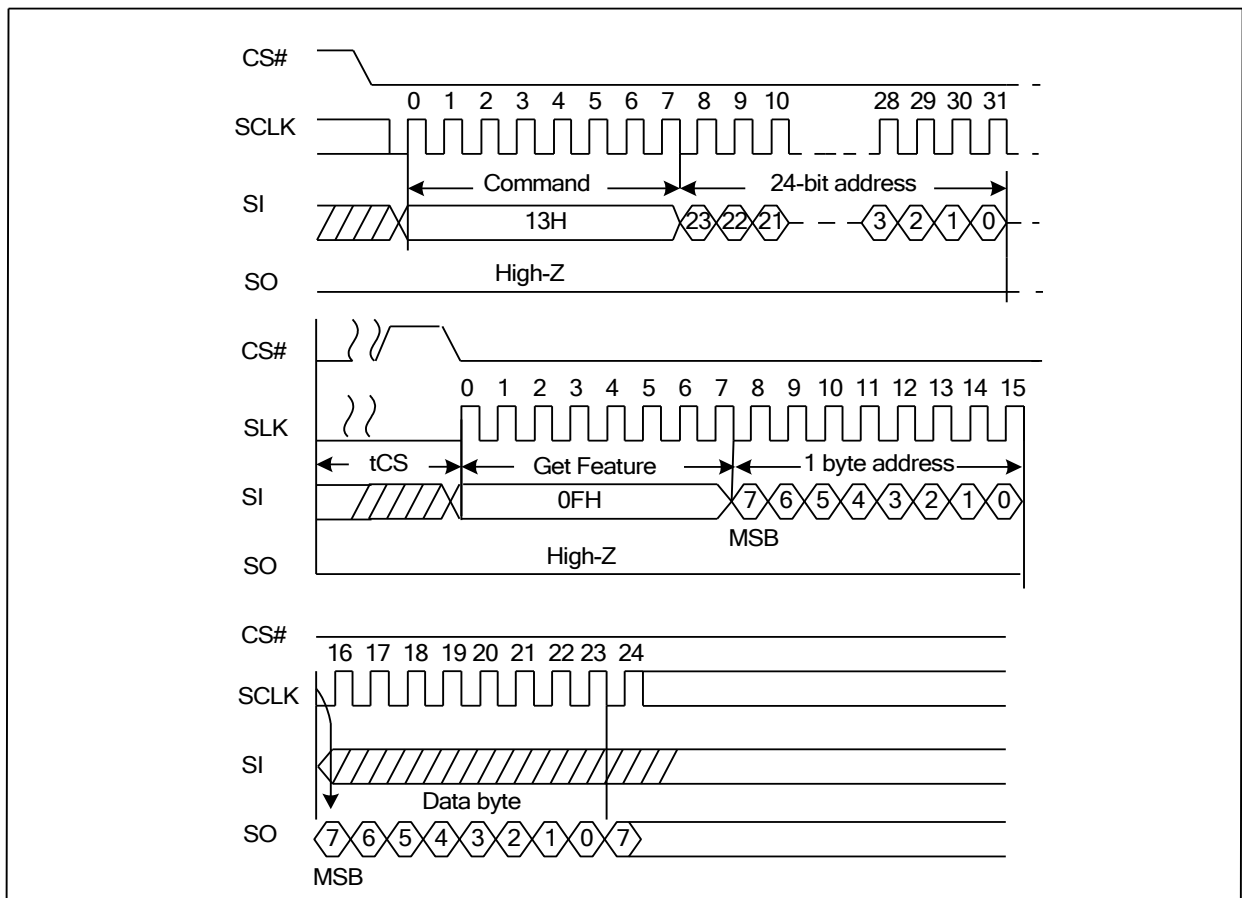 CS#
0 1 2 3 4 5 6 7 8 9 10 28 29 30 31
SCLK
Command 24-bit address
SI
13H 23 22 21 3 2 1 0
High-Z
SO
CS#
0 1 2 3 4 5 6 7 8 9 10 11 12 13 14 15
SLK
tCS Get Feature 1 byte address
SI
0FH 7 6 5 4 3 2 1 0
MSB
High-Z
SO
CS#
16 17 18 19 20 21 22 23 24
SCLK
SI
Data byte
SO 7 6 5 4 3 2 1 0 7
MSB